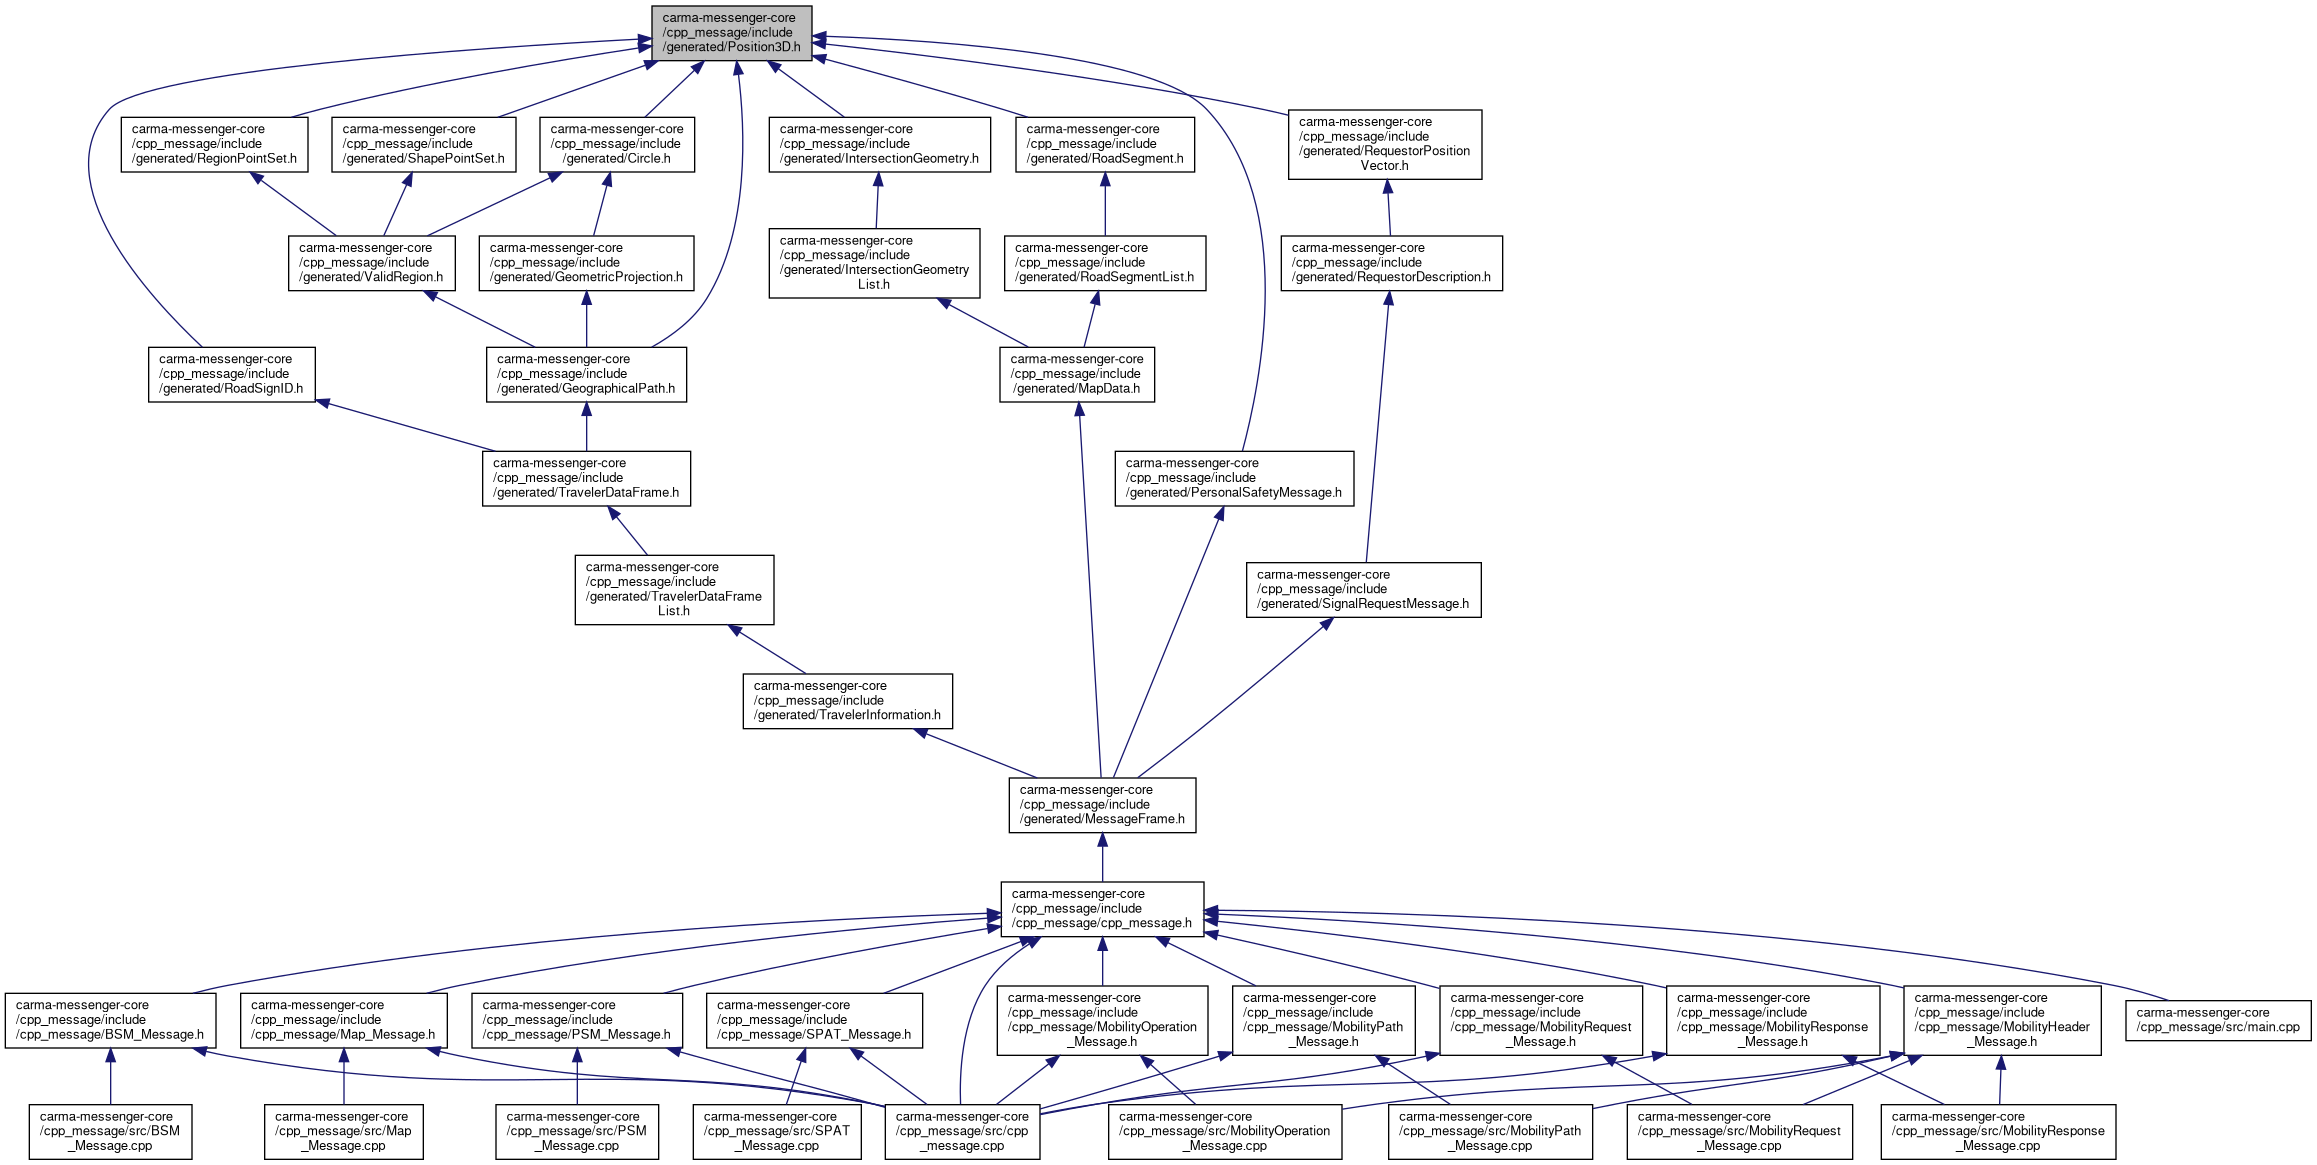 carma-messenger-core
/cpp_message/include
/generated/Position3D.h
carma-messenger-core
/cpp_message/include
/generated/RegionPointSet.h
carma-messenger-core
/cpp_message/include
/generated/ShapePointSet.h
carma-messenger-core
/cpp_message/include
/generated/Circle.h
carma-messenger-core
/cpp_message/include
/generated/IntersectionGeometry.h
carma-messenger-core
/cpp_message/include
/generated/RoadSegment.h
carma-messenger-core
/cpp_message/include
/generated/RequestorPosition
Vector.h
carma-messenger-core
/cpp_message/include
/generated/ValidRegion.h
carma-messenger-core
/cpp_message/include
/generated/GeometricProjection.h
carma-messenger-core
/cpp_message/include
/generated/IntersectionGeometry
List.h
carma-messenger-core
/cpp_message/include
/generated/RoadSegmentList.h
carma-messenger-core
/cpp_message/include
/generated/RequestorDescription.h
carma-messenger-core
/cpp_message/include
/generated/RoadSignID.h
carma-messenger-core
/cpp_message/include
/generated/GeographicalPath.h
carma-messenger-core
/cpp_message/include
/generated/MapData.h
carma-messenger-core
/cpp_message/include
/generated/TravelerDataFrame.h
carma-messenger-core
/cpp_message/include
/generated/PersonalSafetyMessage.h
carma-messenger-core
/cpp_message/include
/generated/TravelerDataFrame
List.h
carma-messenger-core
/cpp_message/include
/generated/SignalRequestMessage.h
carma-messenger-core
/cpp_message/include
/generated/TravelerInformation.h
carma-messenger-core
/cpp_message/include
/generated/MessageFrame.h
carma-messenger-core
/cpp_message/include
/cpp_message/cpp_message.h
carma-messenger-core
/cpp_message/include
/cpp_message/BSM_Message.h
carma-messenger-core
/cpp_message/include
/cpp_message/Map_Message.h
carma-messenger-core
/cpp_message/include
/cpp_message/PSM_Message.h
carma-messenger-core
/cpp_message/include
/cpp_message/SPAT_Message.h
carma-messenger-core
/cpp_message/include
/cpp_message/MobilityOperation
_Message.h
carma-messenger-core
/cpp_message/include
/cpp_message/MobilityPath
_Message.h
carma-messenger-core
/cpp_message/include
/cpp_message/MobilityRequest
_Message.h
carma-messenger-core
/cpp_message/include
/cpp_message/MobilityResponse
_Message.h
carma-messenger-core
/cpp_message/include
/cpp_message/MobilityHeader
_Message.h
carma-messenger-core
/cpp_message/src/main.cpp
carma-messenger-core
/cpp_message/src/BSM
_Message.cpp
carma-messenger-core
/cpp_message/src/Map
_Message.cpp
carma-messenger-core
/cpp_message/src/PSM
_Message.cpp
carma-messenger-core
/cpp_message/src/SPAT
_Message.cpp
carma-messenger-core
/cpp_message/src/cpp
_message.cpp
carma-messenger-core
/cpp_message/src/MobilityOperation
_Message.cpp
carma-messenger-core
/cpp_message/src/MobilityPath
_Message.cpp
carma-messenger-core
/cpp_message/src/MobilityRequest
_Message.cpp
carma-messenger-core
/cpp_message/src/MobilityResponse
_Message.cpp